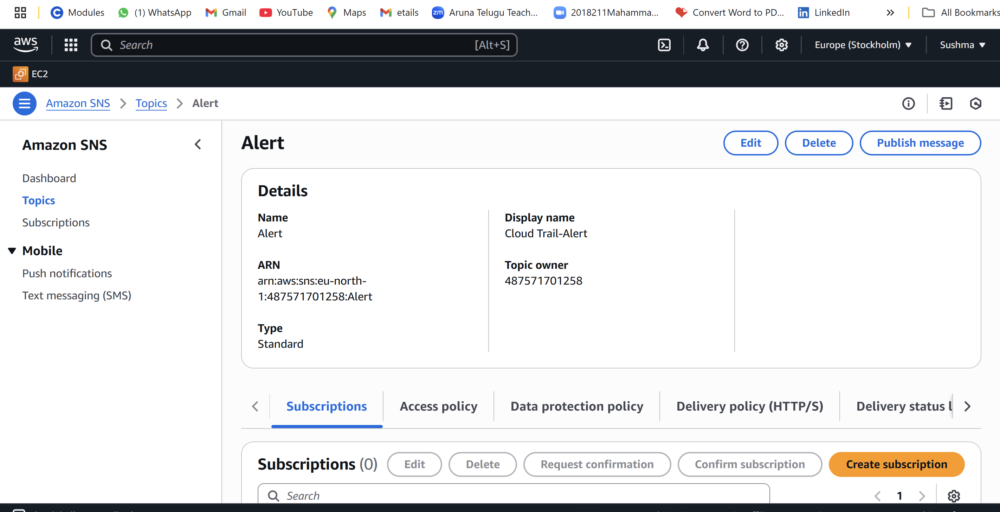 Modules
(1) WhatsApp
Gmail
YouTube
Maps
etails
zm Aruna Telugu Teach...
2018211Mahamma...
Convert Word to PD...
in LinkedIn
All Bookmarks
aws
Search
[Alt+S]
Europe (Stockholm)
Sushma
EC2
Amazon SNS
Topics
Alert
Amazon SNS
Dashboard
Topics
Subscriptions
Mobile
Push notifications
Text messaging (SMS)
Alert
Edit
Delete
Publish message
Details
Name
Alert
ARN
arn:aws:sns:eu-north-
1:487571701258:Alert
Type
Standard
Display name
Cloud Trail-Alert
Topic owner
487571701258
Subscriptions
Access policy
Data protection policy
Delivery policy (HTTP/S)
Delivery status l
Subscriptions (0)
Edit
Delete
Request confirmation
Confirm subscription
Create subscription
Search
1